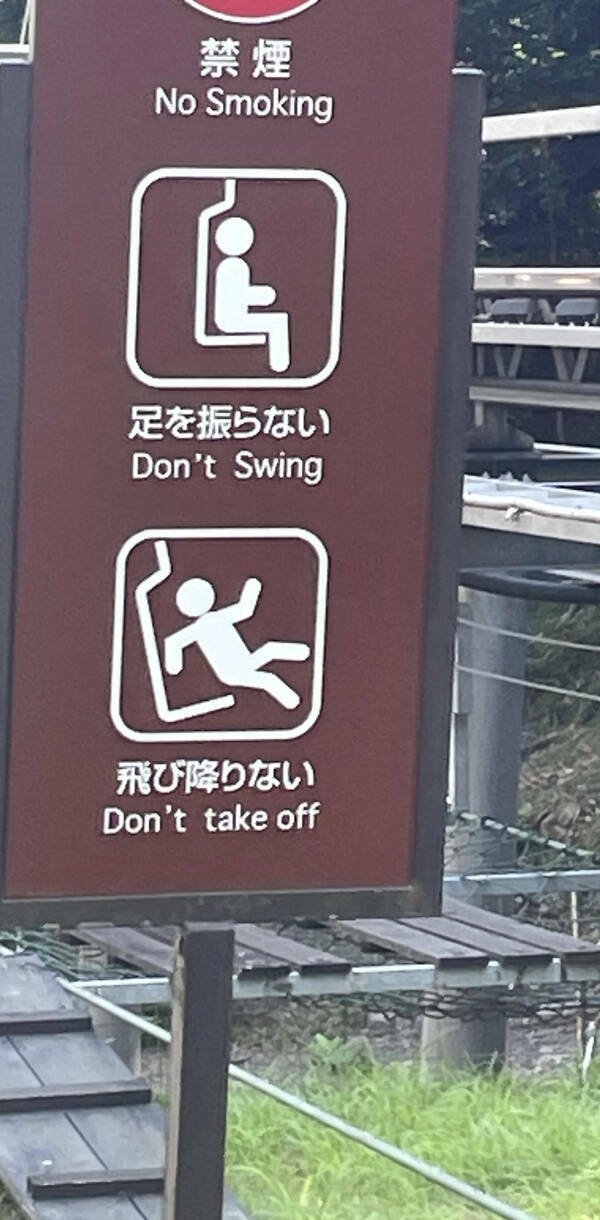 禁煙
No Smoking
足を振らない
Don't Swing
飛び降りない
Don't take off